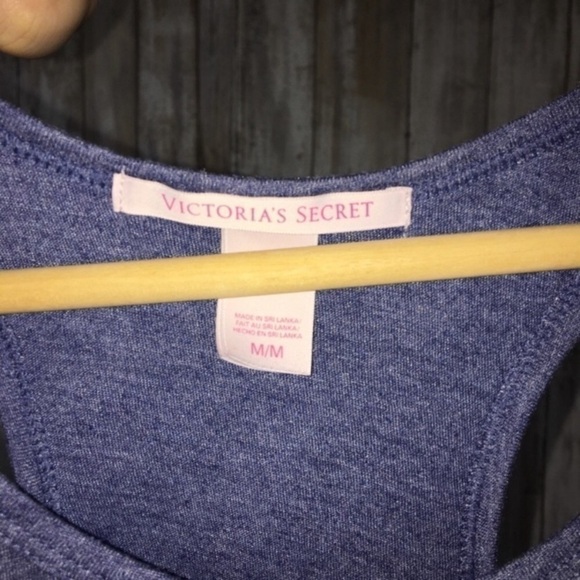 VICTORIA'S SECRET
MADE IN SRI LANKA/
FAIT AU SRI LANKA/
HECHO EN SRI LANKA
M/M